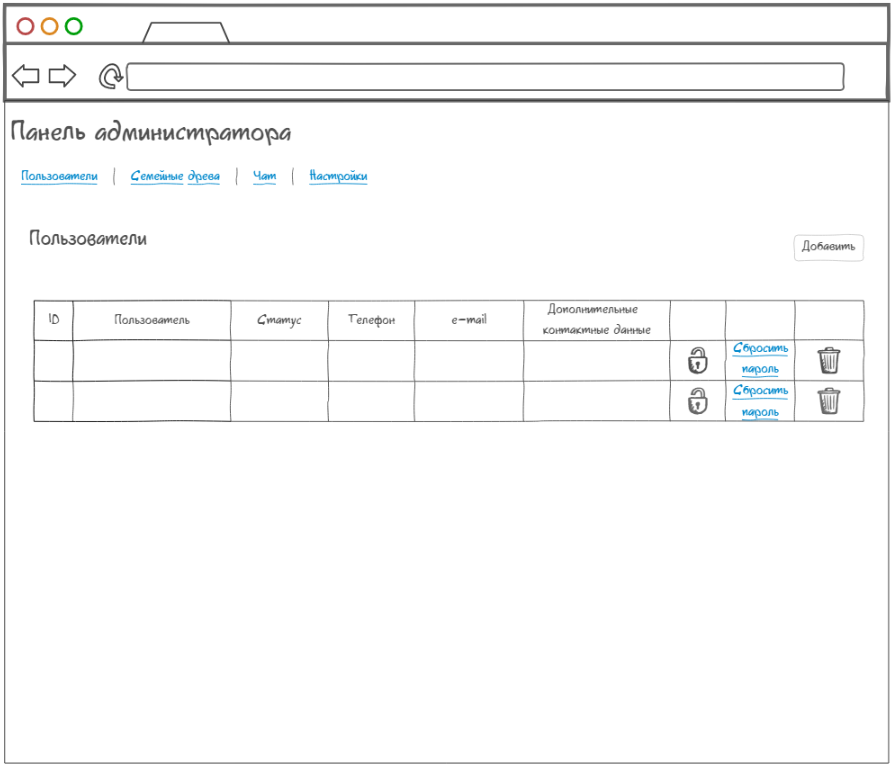 Панель администратора
Пользователи | Семейные древа | Чат | Настройки
Пользователи
Добавить
ID Пользователь Статус Телефон e-mail Дополнительные
контактные данные
Сбросить
пароль
Сбросить
пароль